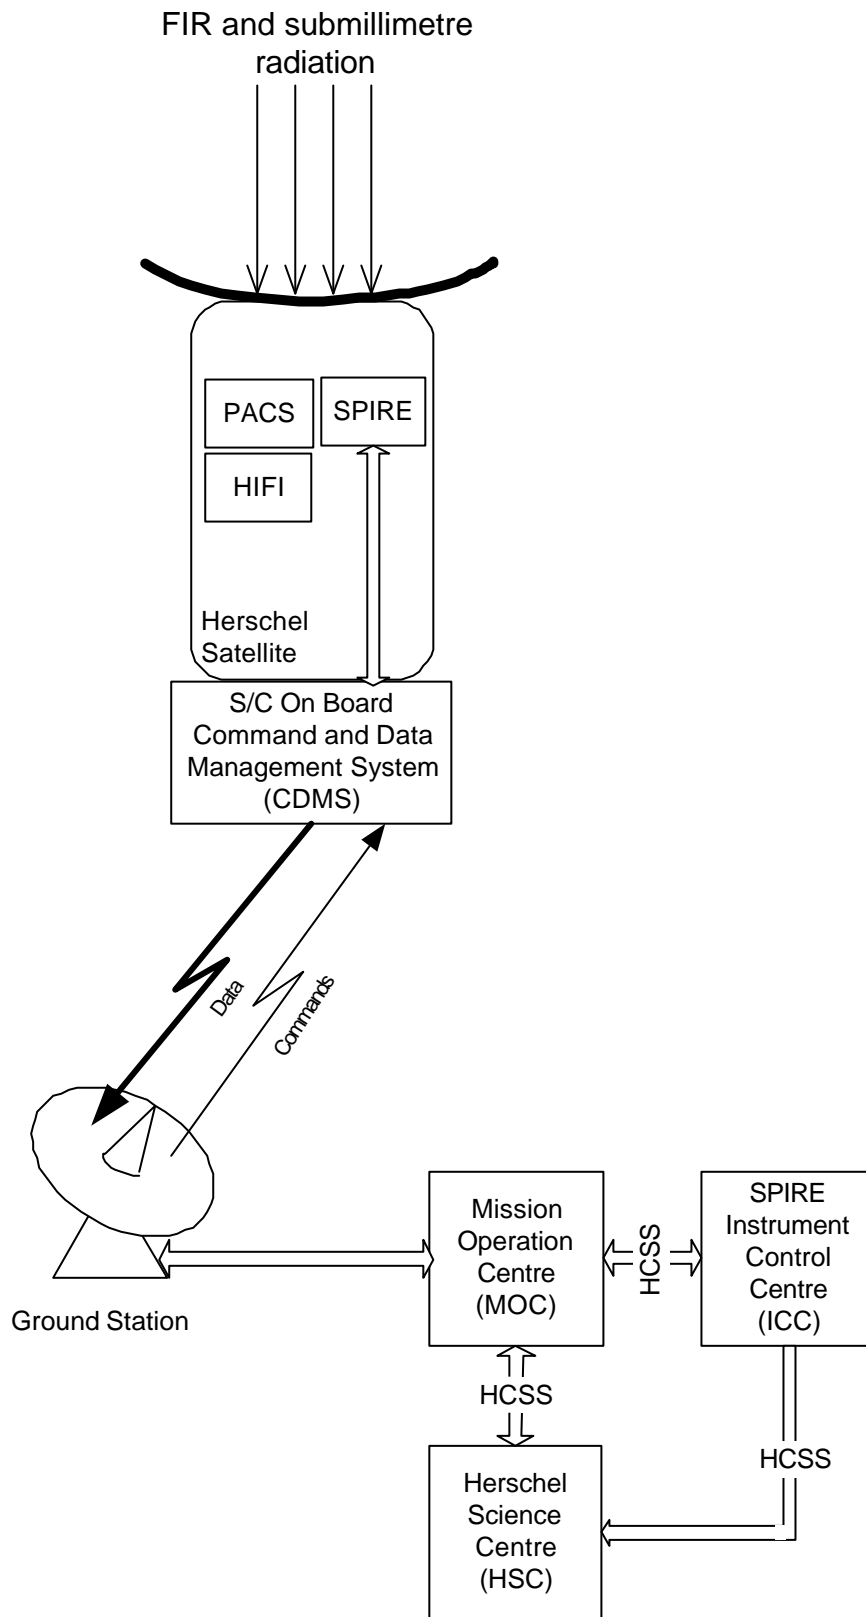 FIR and submillimetre
radiation
PACS
SPIRE
HIFI
Herschel
Satellite
S/C On Board
Command and Data
Management System
(CDMS)
Data
Commands
Ground Station
Mission
Operation
Centre
(MOC)
HCSS
SPIRE
Instrument
Control
Centre
(ICC)
HCSS
HCSS
Herschel
Science
Centre
(HSC)